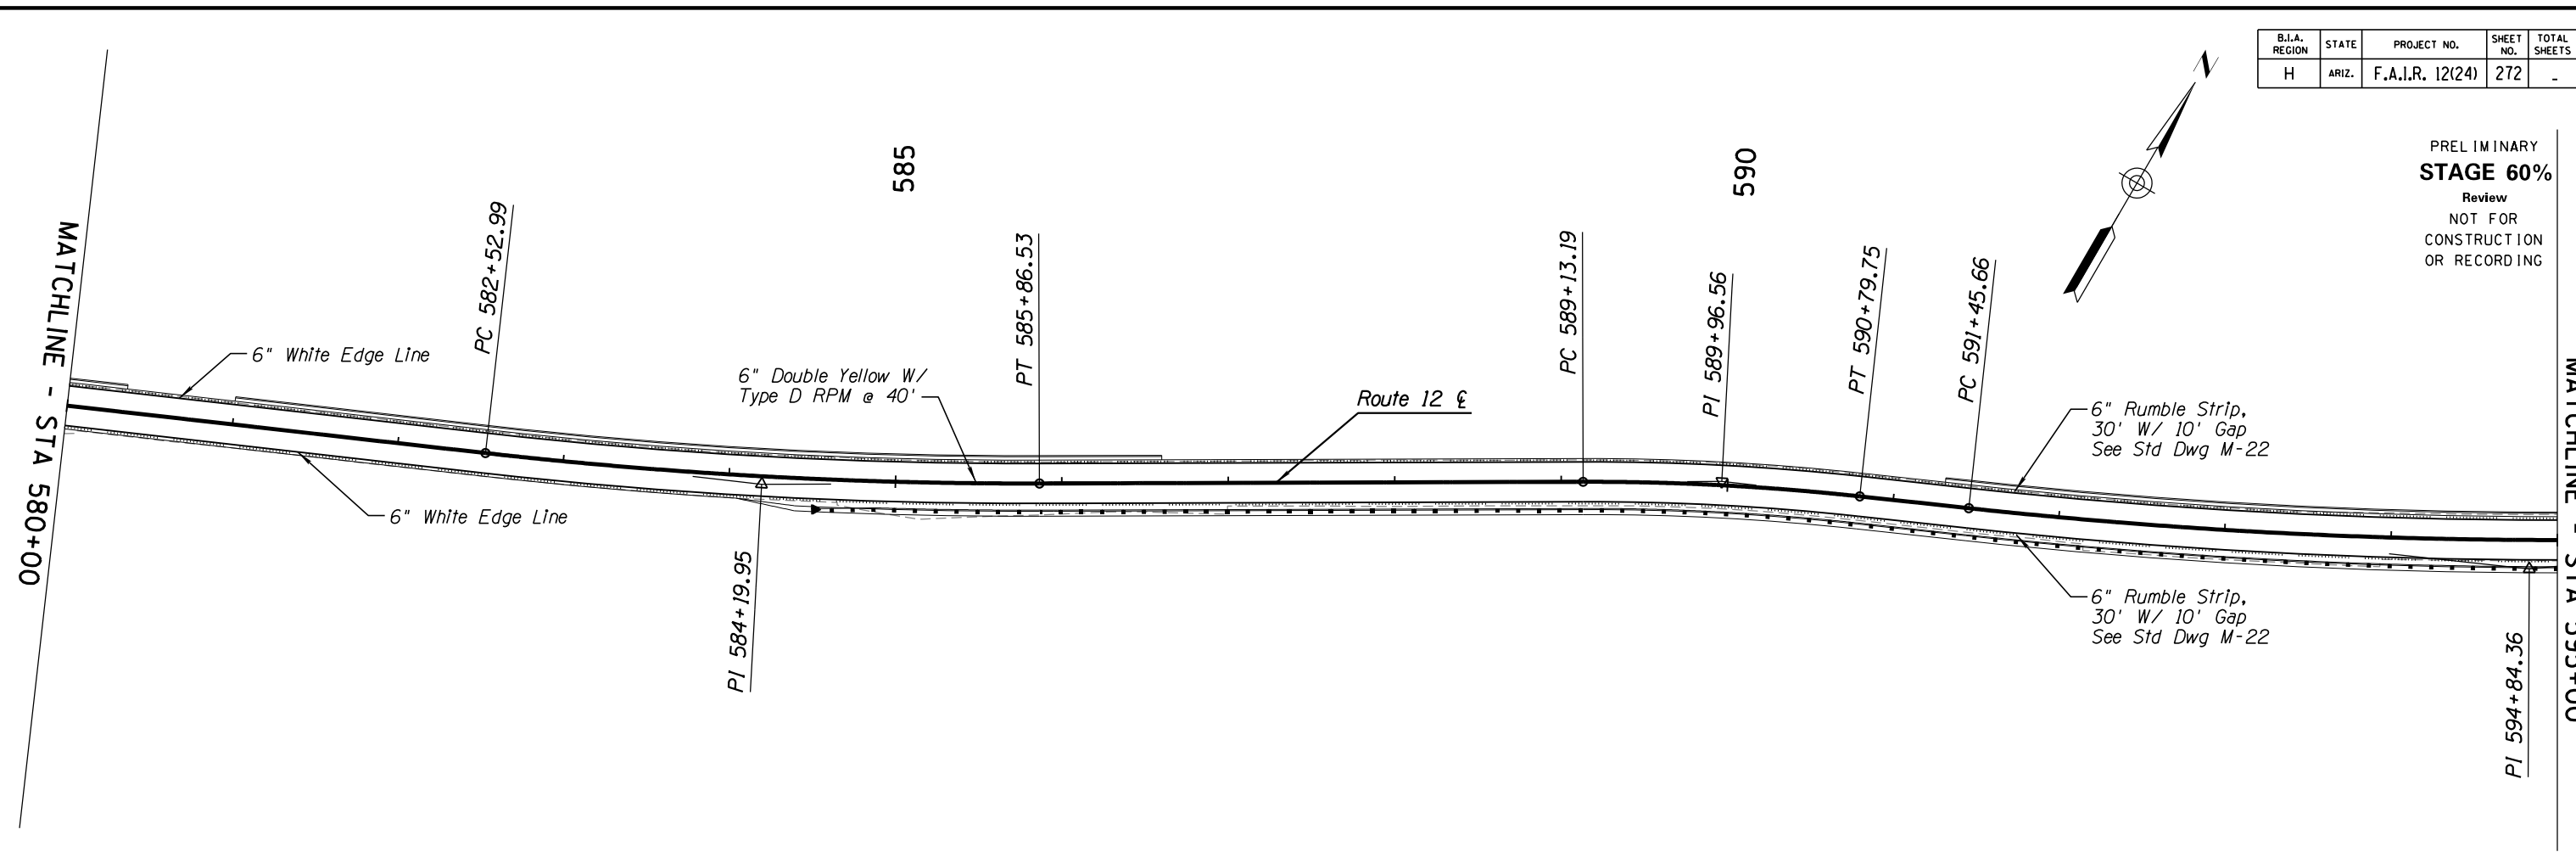 B.I.A. REGION STATE PROJECT NO. SHEET NO. TOTAL SHEETS
H ARIZ. F.A.I.R. 12(24) 272 -
N
PRELIMINARY
STAGE 60%
Review
NOT FOR
CONSTRUCTION
OR RECORDING
585
590
MATCHLINE - STA 580+00
PC 582+52.99
PT 585+86.53
PC 589+13.19
PI 589+96.56
PT 590+79.75
PC 591+45.66
6" White Edge Line
6" Double Yellow W/
Type D RPM @ 40'
Route 12 ℄
6" Rumble Strip,
30' W/ 10' Gap
See Std Dwg M-22
6" White Edge Line
PI 584+19.95
6" Rumble Strip,
30' W/ 10' Gap
See Std Dwg M-22
PI 594+84.36
MATCHLINE - STA 595+00